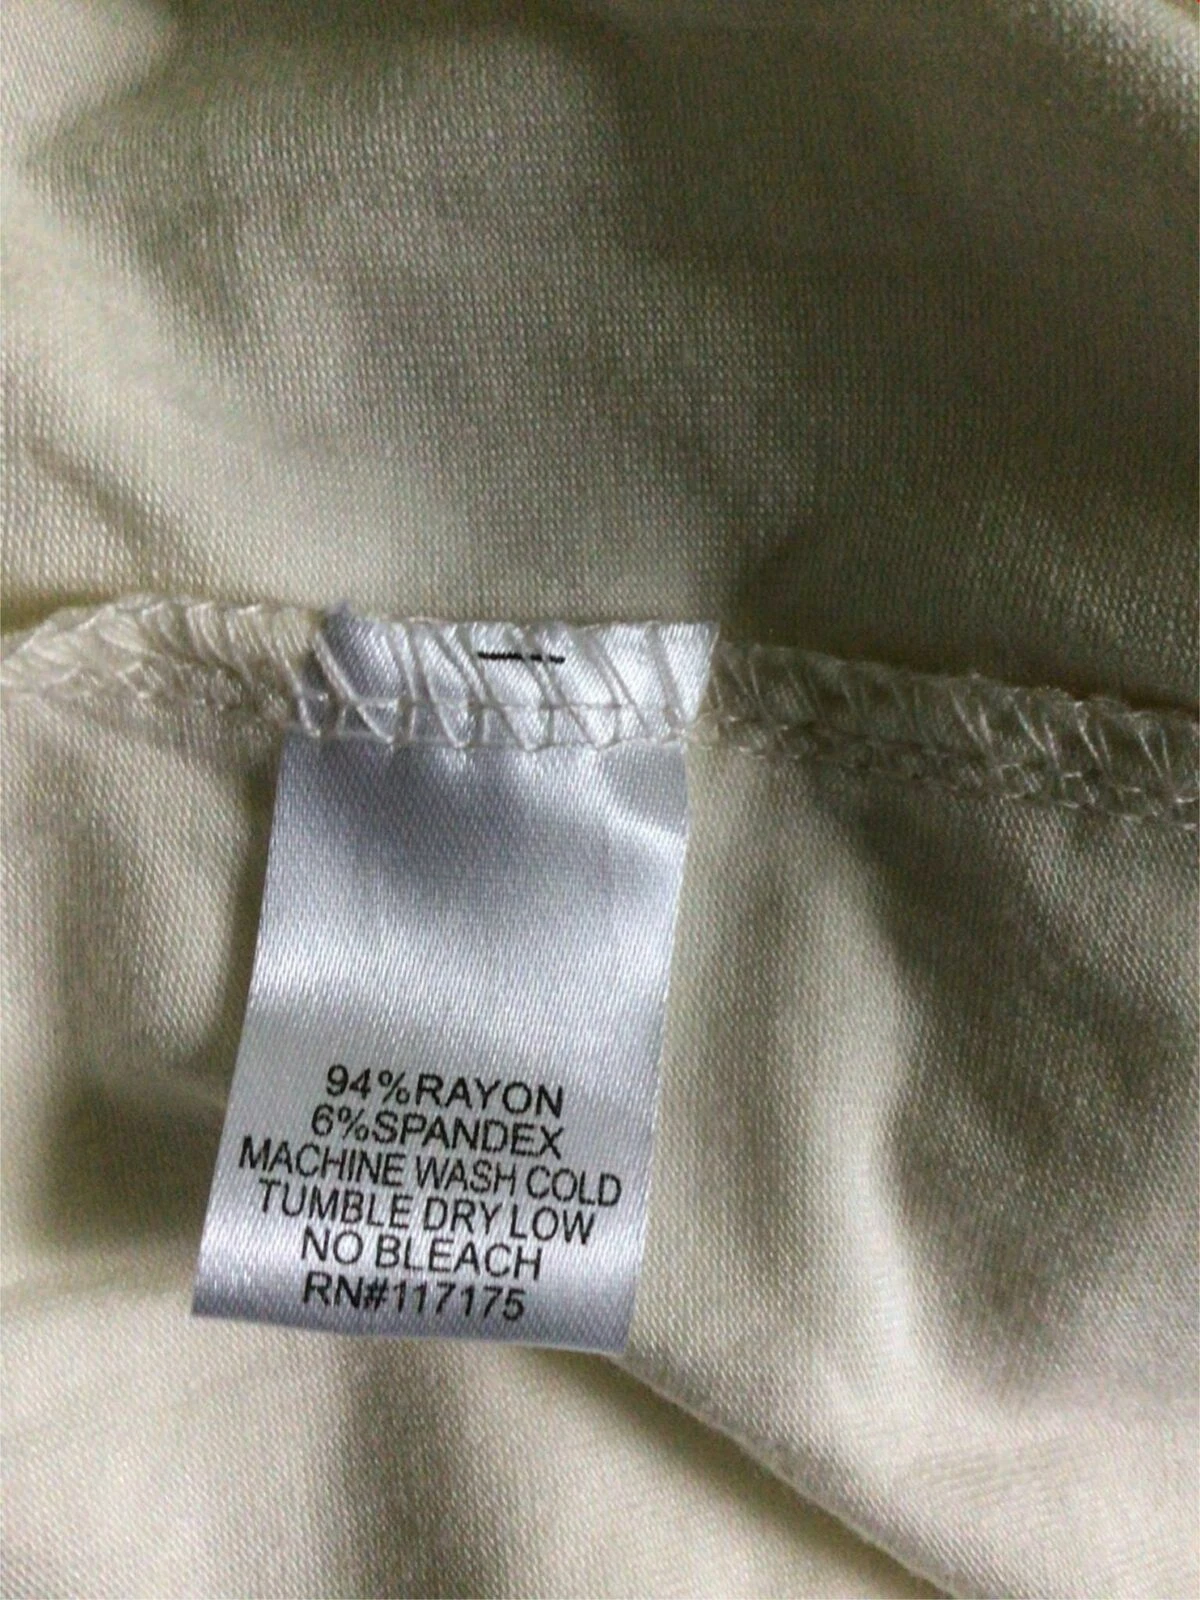 94%RAYON
6%SPANDEX
MACHINE WASH COLD
TUMBLE DRY LOW
NO BLEACH
RN#117175